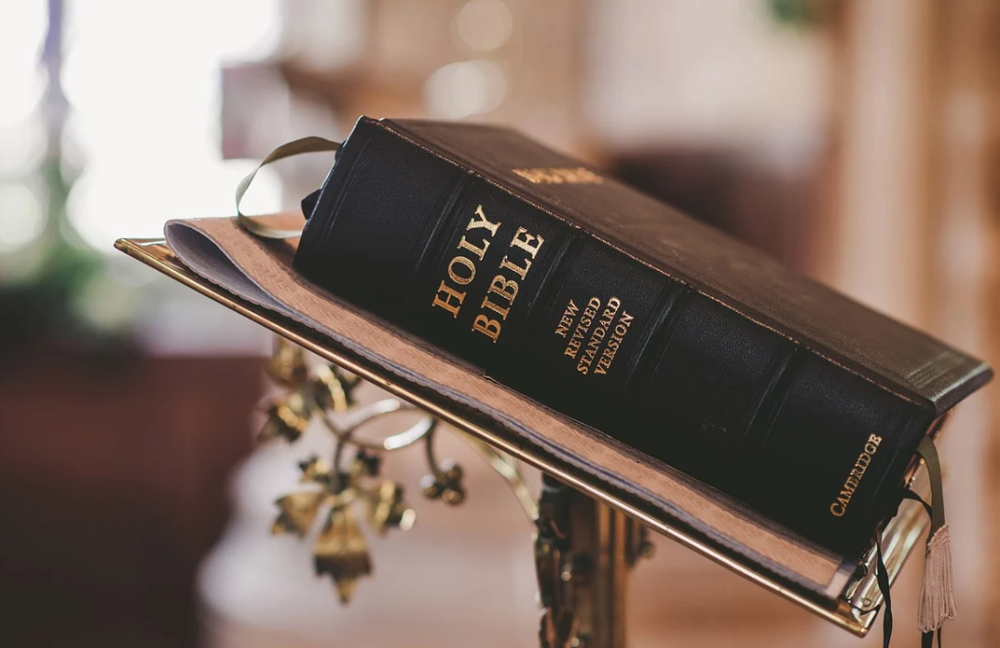 HOLY
BIBLE
NEW
REVISED
STANDARD
VERSION
CAMBRIDGE